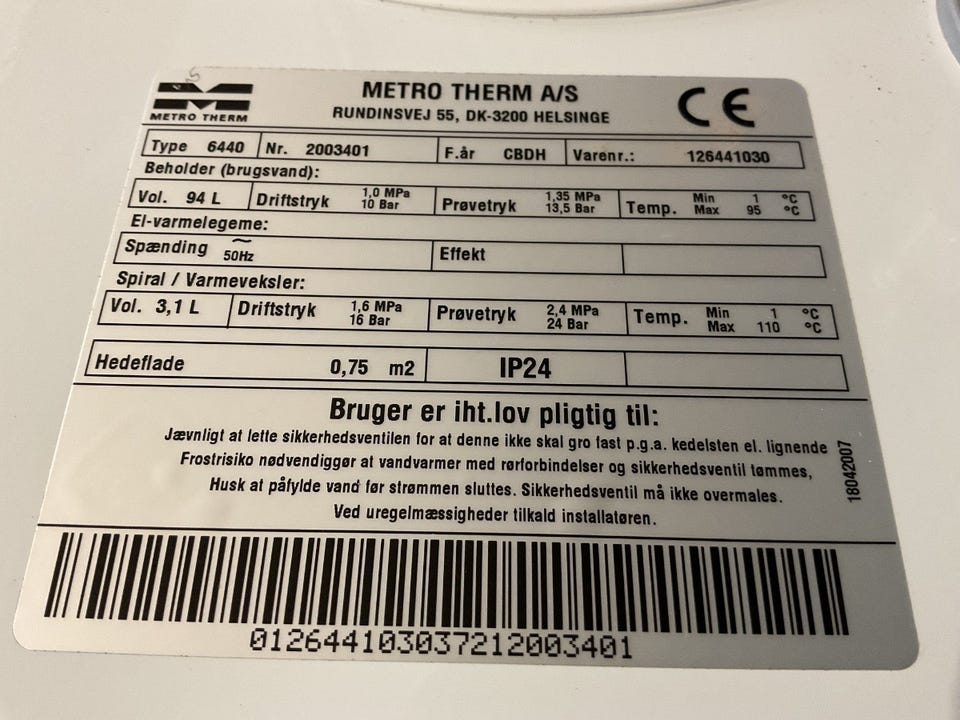 METRO THERM
METRO THERM A/S
RUNDINSVEJ 55, DK-3200 HELSINGE
CE
Type 6440 Nr. 2003401 F.år CBDH Varenr.: 126441030
Beholder (brugsvand):
Vol. 94 L Driftstryk 1,0 MPa 10 Bar Prøvetryk 1,35 MPa 13,5 Bar Temp. Min 1 °C Max 95 °C
El-varmelegeme:
Spænding ~ 50Hz Effekt
Spiral / Varmeveksler:
Vol. 3,1 L Driftstryk 1,6 MPa 16 Bar Prøvetryk 2,4 MPa 24 Bar Temp. Min 1 °C Max 110 °C
Hedeflade 0,75 m2 IP24
Bruger er iht.lov pligtig til:
Jævnligt at lette sikkerhedsventilen for at denne ikke skal gro fast p.g.a. kedelsten el. lignende
Frostrisiko nødvendiggør at vandvarmer med rørforbindelser og sikkerhedsventil tømmes,
Husk at påfylde vand før strømmen sluttes. Sikkerhedsventil må ikke overmales.
Ved uregelmæssigheder tilkald installatøren.
18042007
012644103037212003401